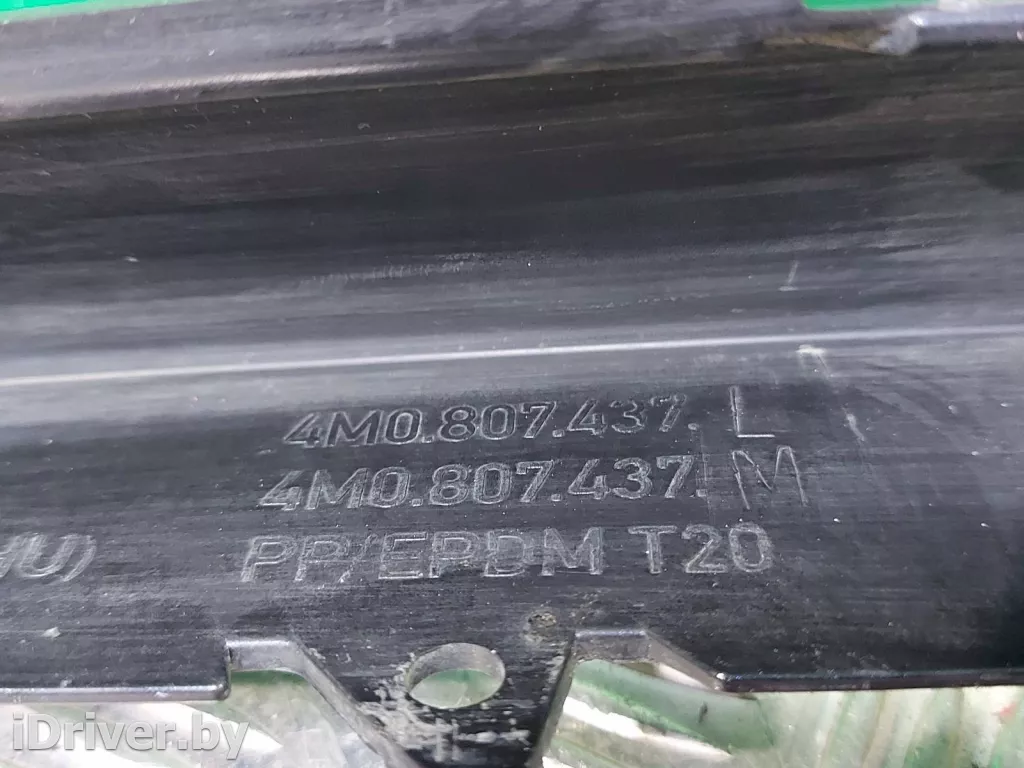 4M0.807.437. L
4M0.807.437. M
PP/EPDM T20
iDriver.by